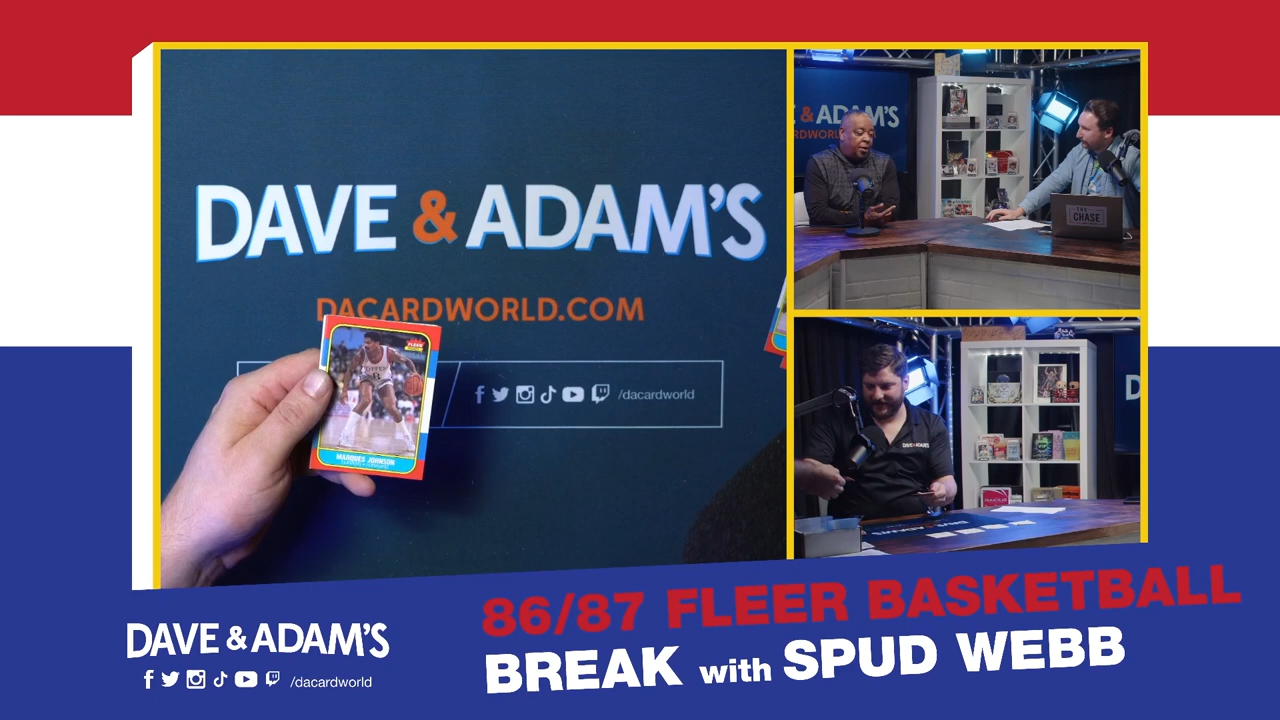 DAVE & ADAM'S
DACARDWORLD.COM
/dacardworld
FLEER
MARQUES JOHNSON
& ADAM'S
THE
CHASE
DAVE & ADAM'S
86/87 FLEER BASKETBALL
BREAK with SPUD WEBB
DAVE & ADAM'S
/dacardworld